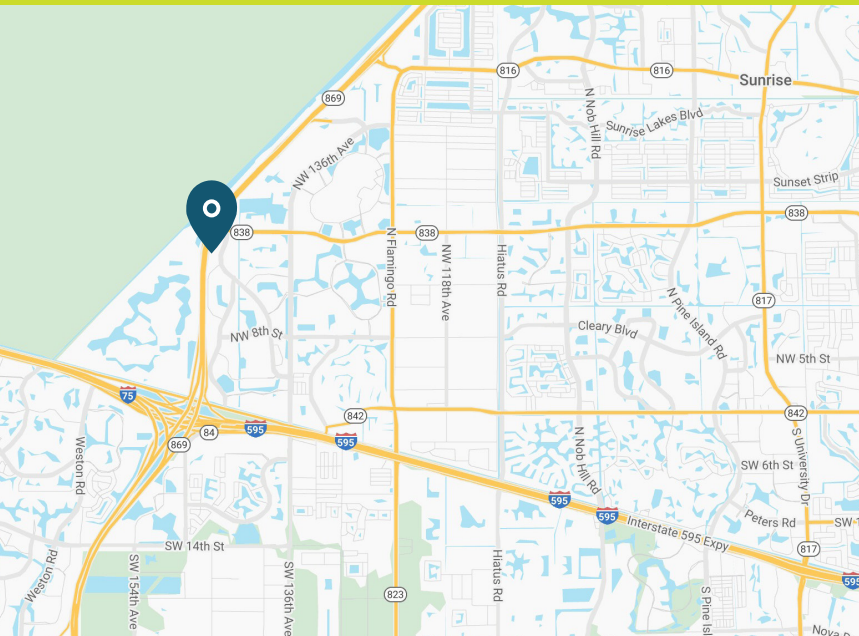 816
816
Sunrise
869
N Nob Hill Rd
Sunrise Lakes Blvd
NW 136th Ave
Sunset Strip
838
838
838
N Flamingo Rd
NW 118th Ave
Hiatus Rd
N Pine Island Rd
817
NW 8th St
Cleary Blvd
NW 5th St
75
842
842
84
595
595
869
Weston Rd
N Nob Hill Rd
S University Dr
SW 6th St
595
595
Interstate 595 Expy
Peters Rd
SW 1
817
SW 14th St
595
Weston Rd
SW 154th Ave
SW 136th Ave
823
Hiatus Rd
S Pine Isl
Nova D